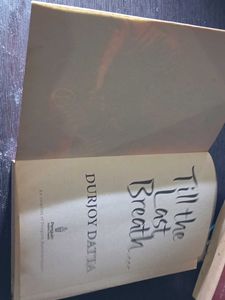 Till the
Last
Breath...
DURJOY DATTA